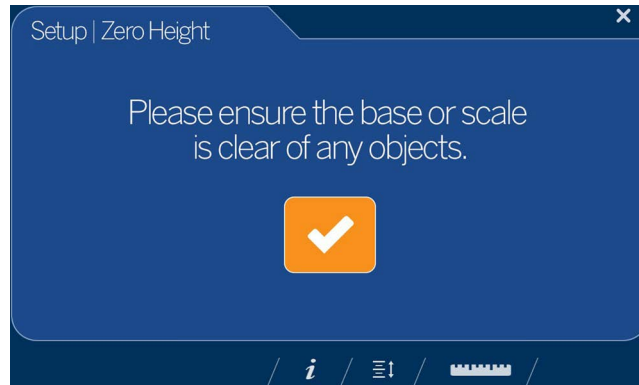 Setup | Zero Height
Please ensure the base or scale
is clear of any objects.
i